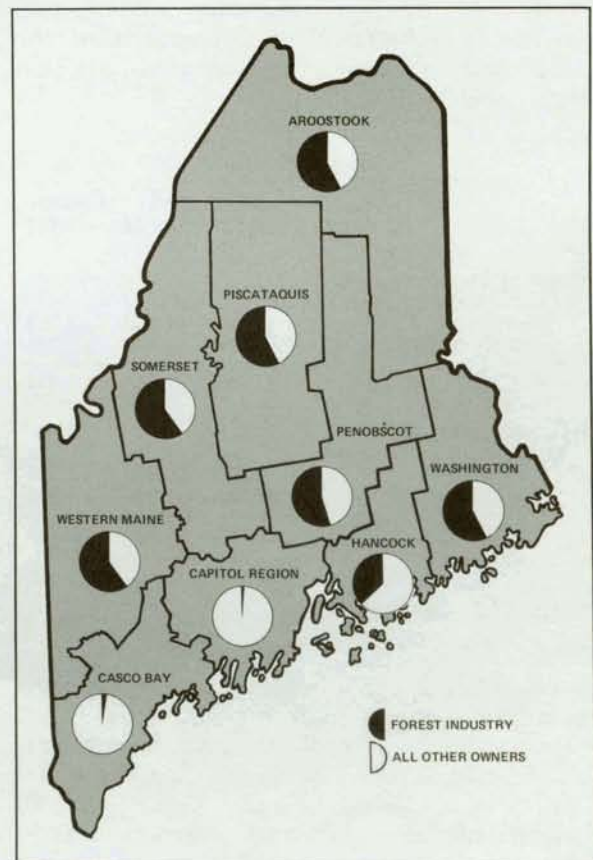 AROOSTOOK
PISCATAQUIS
SOMERSET
PENOBSCOT
WASHINGTON
WESTERN MAINE
HANCOCK
CAPITOL REGION
CASCO BAY
FOREST INDUSTRY
ALL OTHER OWNERS